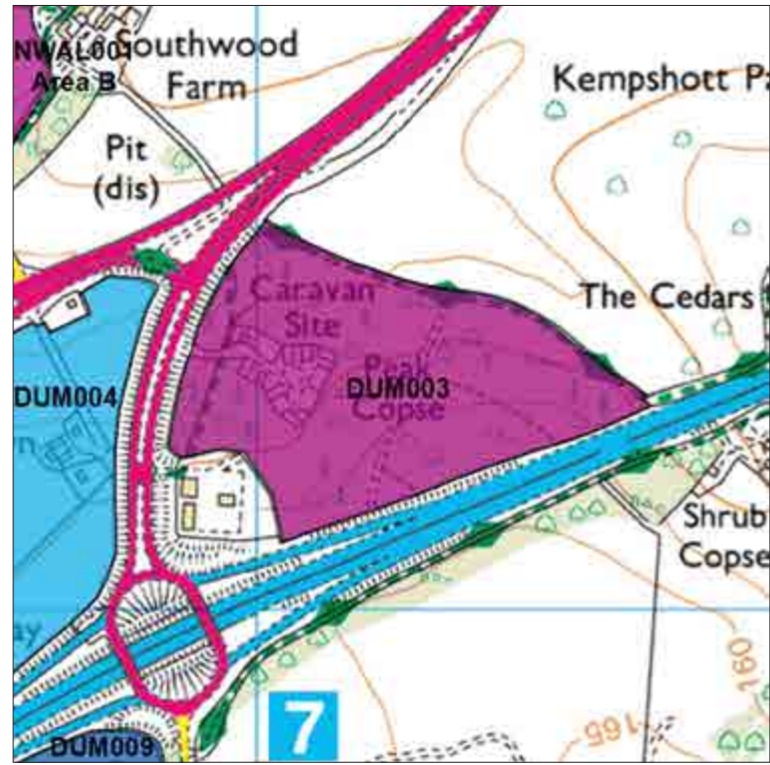 NWAL001
Area B
Southwood
Farm
Kempshott Pa
Pit
(dis)
Caravan
Site
The Cedars
DUM004
Peak
Copse
DUM003
Shrub
Copse
160
165
7
DUM009